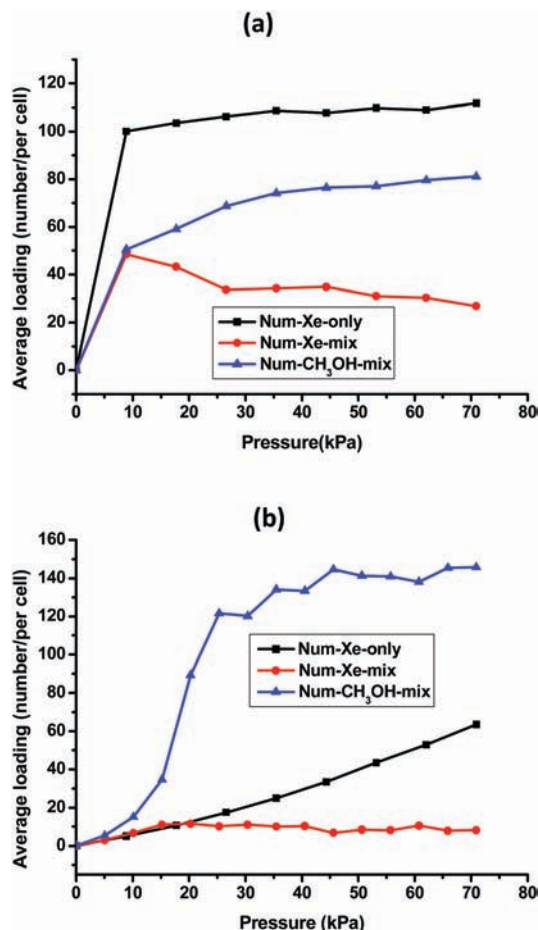 (a)
Average loading (number/per cell)
120
100
80
60
40
20
0
Num-Xe-only
Num-Xe-mix
Num-CH₃OH-mix
0 10 20 30 40 50 60 70 80
Pressure(kPa)
(b)
Average loading (number/per cell)
160
140
120
100
80
60
40
20
0
Num-Xe-only
Num-Xe-mix
Num-CH₃OH-mix
0 10 20 30 40 50 60 70 80
Pressure (kPa)